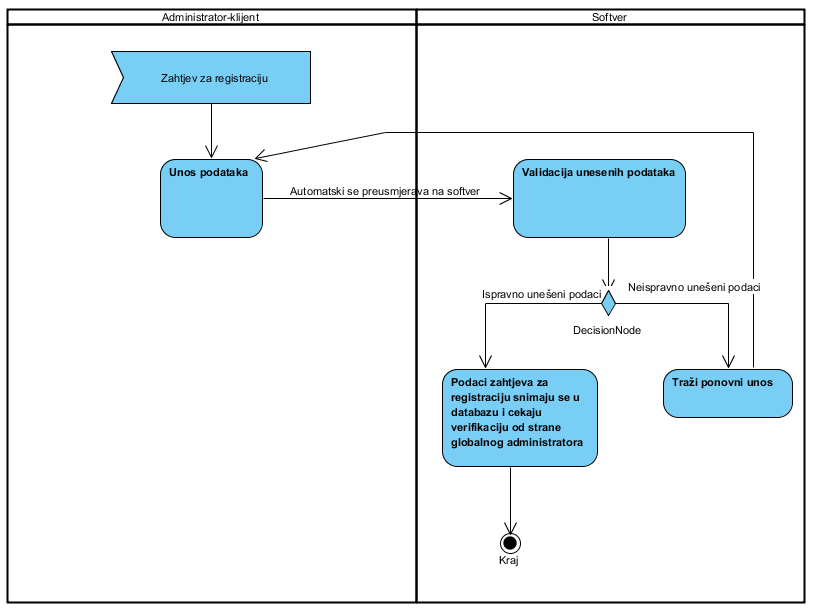 Administrator-klijent
Softver
Zahtjev za registraciju
Unos podataka
Automatski se preusmjerava na softver
Validacija unesenih podataka
Ispravno unešeni podaci
Neispravno unešeni podaci
DecisionNode
Podaci zahtjeva za
registraciju snimaju se u
databazu i cekaju
verifikaciju od strane
globalnog administratora
Traži ponovni unos
Kraj